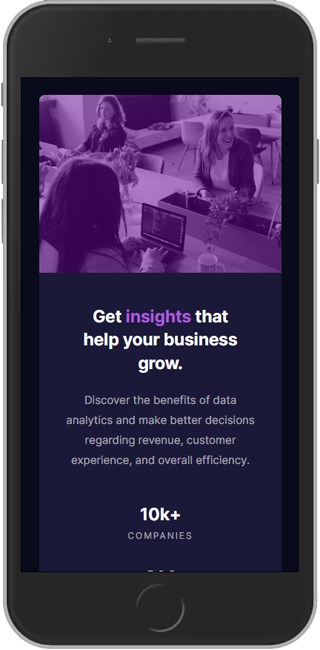 Get insights that
help your business
grow.
Discover the benefits of data
analytics and make better decisions
regarding revenue, customer
experience, and overall efficiency.
10k+
COMPANIES